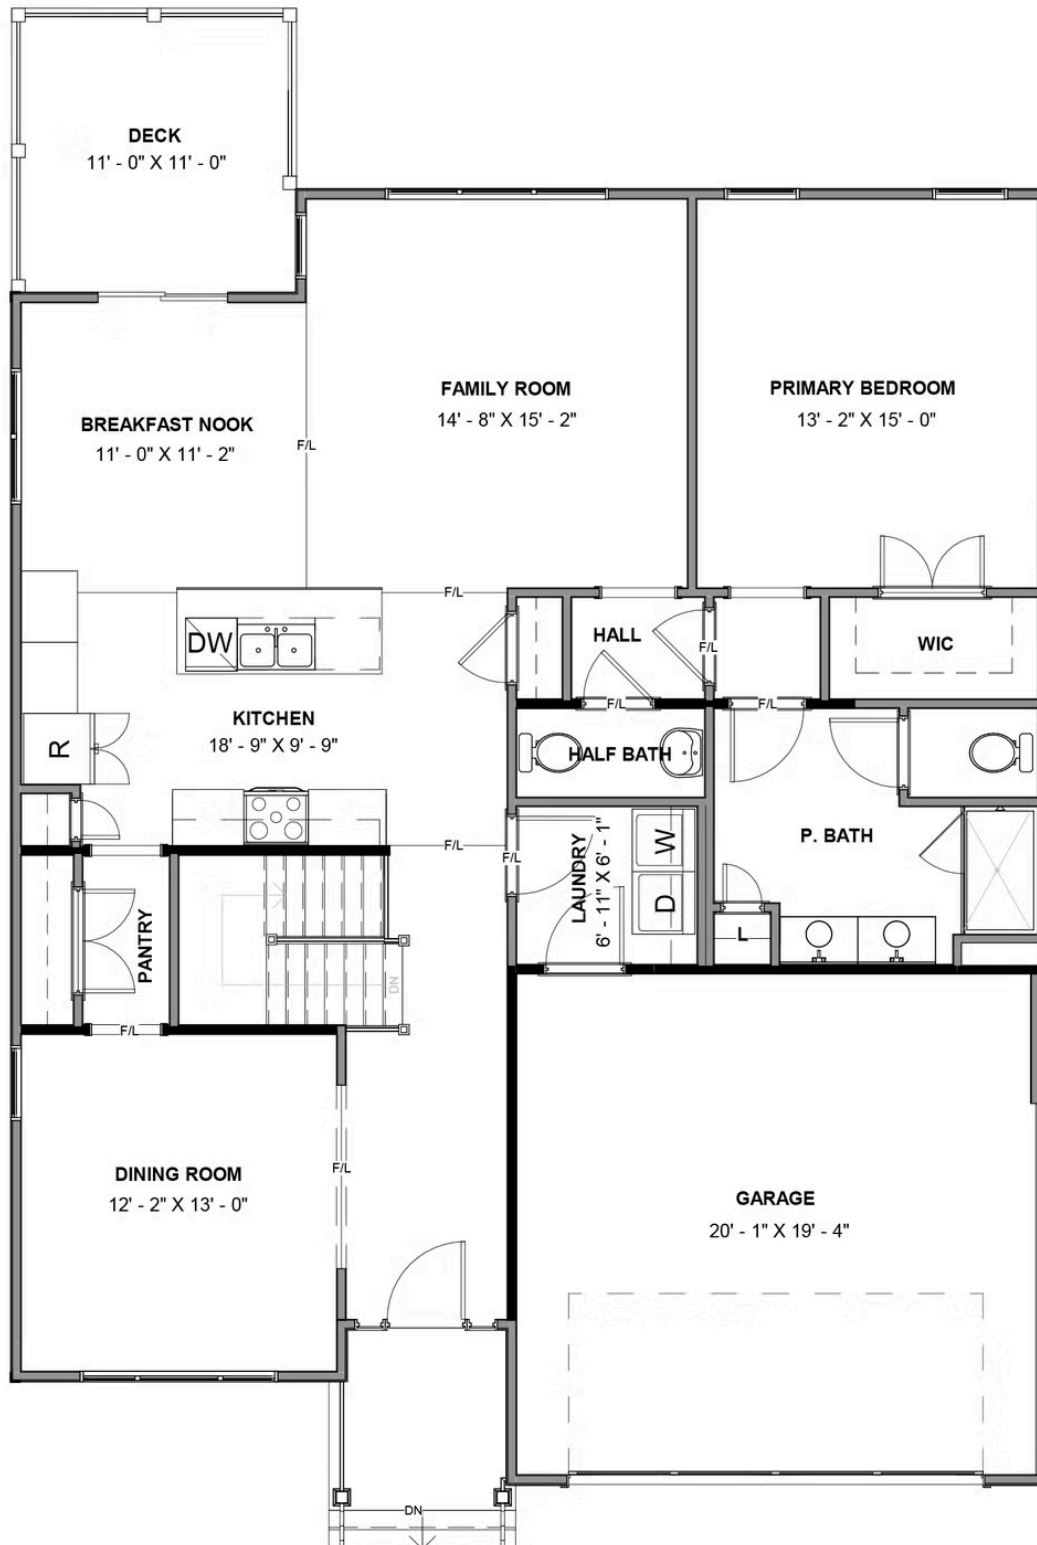 DECK
11' - 0" X 11' - 0"
FAMILY ROOM
14' - 8" X 15' - 2"
PRIMARY BEDROOM
13' - 2" X 15' - 0"
BREAKFAST NOOK
11' - 0" X 11' - 2"
F/L
F/L
DW
HALL
F/L
WIC
KITCHEN
18' - 9" X 9' - 9"
R
F/L
F/L
HALF BATH
P. BATH
F/L
F/L
LAUNDRY
6' - 11" X 6' - 1"
W
D
L
PANTRY
DN
F/L
DINING ROOM
12' - 2" X 13' - 0"
F/L
GARAGE
20' - 1" X 19' - 4"
DN